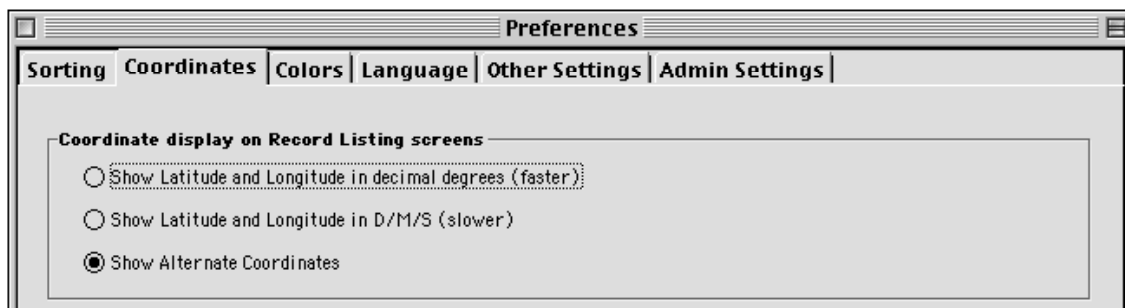 Preferences
Sorting Coordinates Colors Language Other Settings Admin Settings
Coordinate display on Record Listing screens
Show Latitude and Longitude in decimal degrees (faster)
Show Latitude and Longitude in D/M/S (slower)
Show Alternate Coordinates